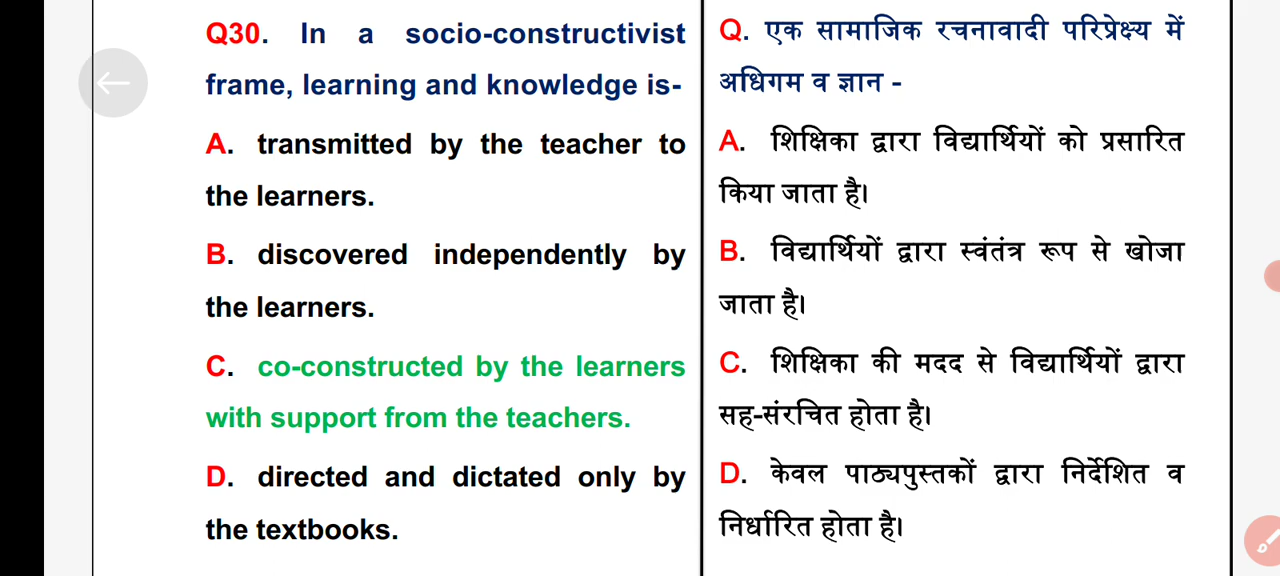 Q30. In a socio-constructivist
frame, learning and knowledge is-
A. transmitted by the teacher to
the learners.
B. discovered independently by
the learners.
C. co-constructed by the learners
with support from the teachers.
D. directed and dictated only by
the textbooks.
Q. एक सामाजिक रचनावादी परिप्रेक्ष्य में
अधिगम व ज्ञान -
A. शिक्षिका द्वारा विद्यार्थियों को प्रसारित
किया जाता है।
B. विद्यार्थियों द्वारा स्वंतंत्र रूप से खोजा
जाता है।
C. शिक्षिका की मदद से विद्यार्थियों द्वारा
सह-संरचित होता है।
D. केवल पाठ्यपुस्तकों द्वारा निर्देशित व
निर्धारित होता है।